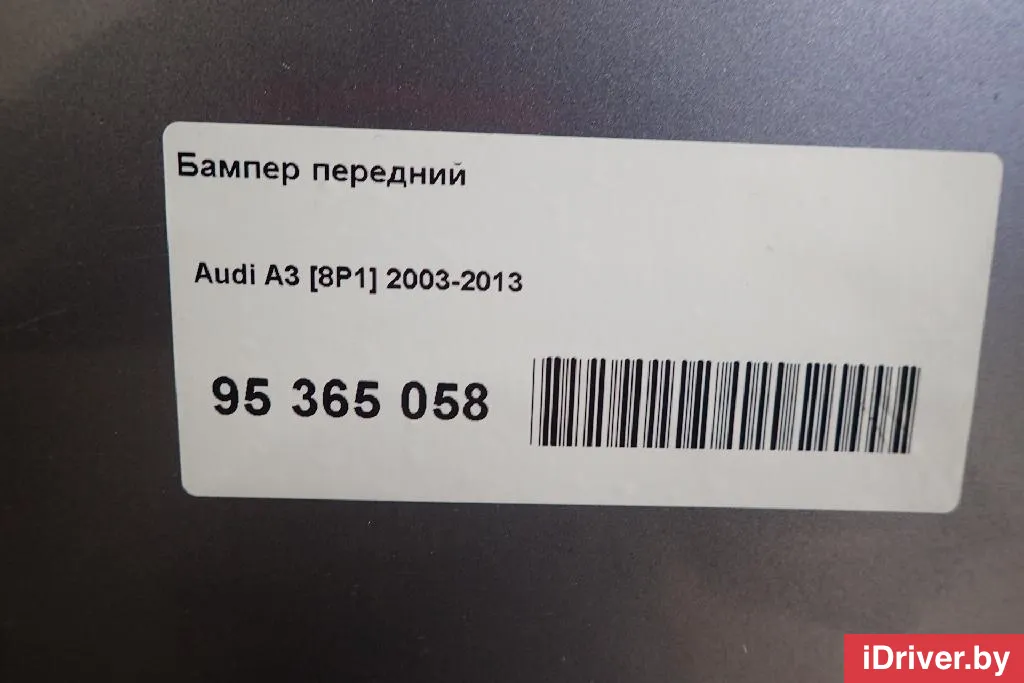 Бампер передний
Audi A3 [8P1] 2003-2013
95 365 058
iDriver.by